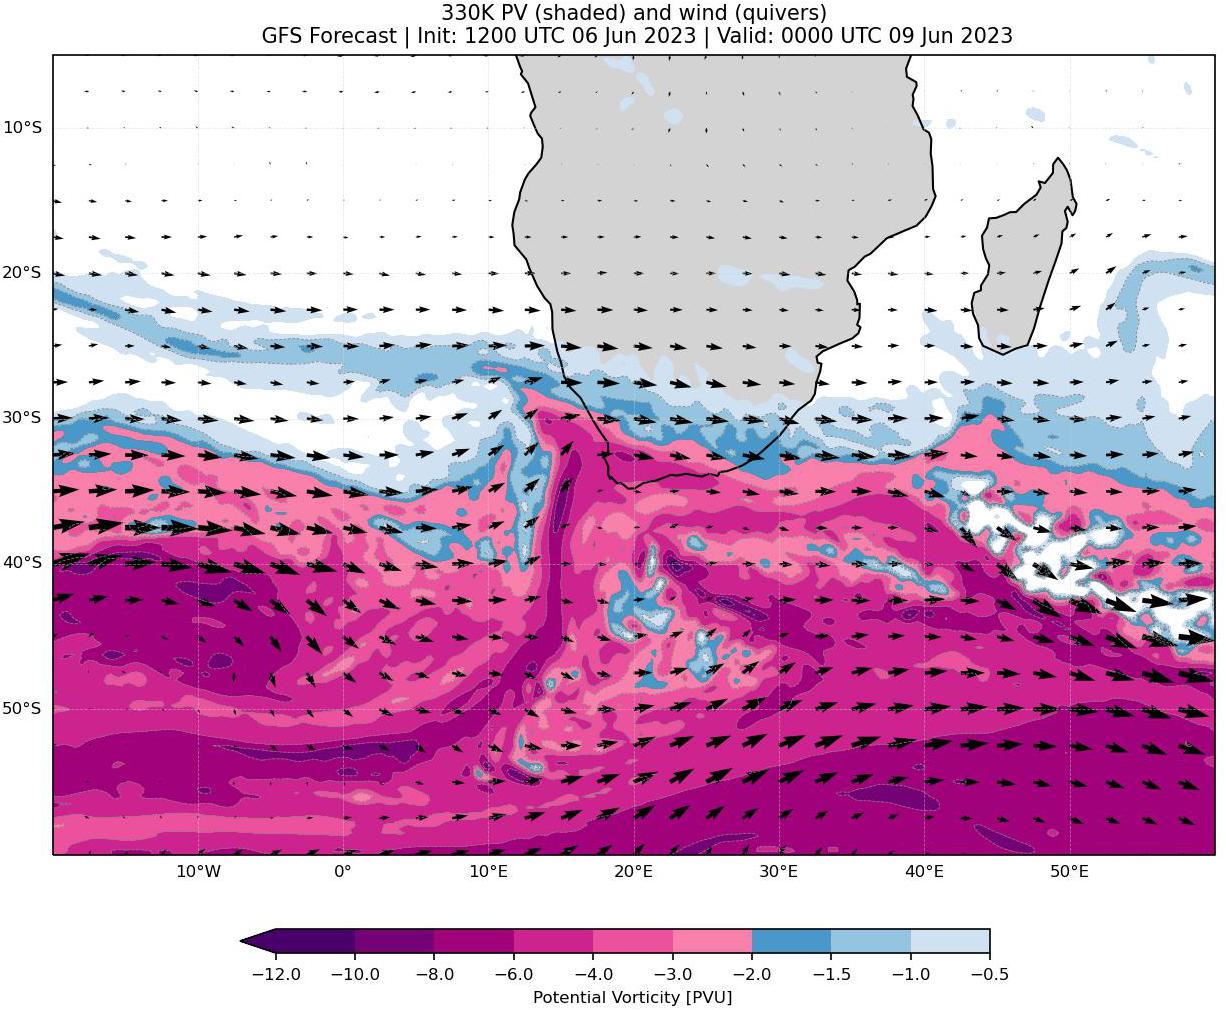 330K PV (shaded) and wind (quivers)
GFS Forecast | Init: 1200 UTC 06 Jun 2023 | Valid: 0000 UTC 09 Jun 2023
10°S
20°S
30°S
40°S
50°S
10°W 0° 10°E 20°E 30°E 40°E 50°E
−12.0 −10.0 −8.0 −6.0 −4.0 −3.0 −2.0 −1.5 −1.0 −0.5
Potential Vorticity [PVU]